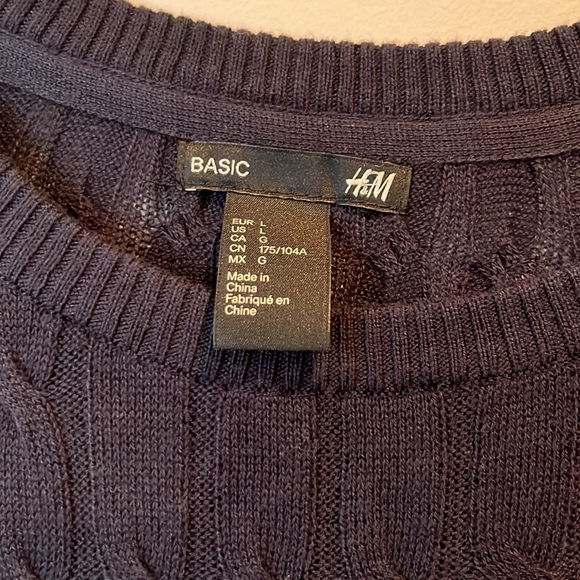 BASIC H&M
EUR L
US L
CA G
CN 175/104A
MX G
Made in
China
Fabriqué en
Chine